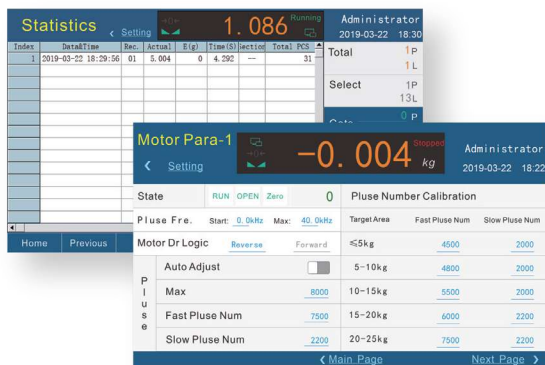 Statistics
< Setting
→0←
1.086
Running
Administrator
2019-03-22 18:30
Index Data&Time Rec. Actual E(g) Time(S) Section Total PCS
1 2019-03-22 18:29:56 01 5.004 0 4.292 -- 31
Total 1P
1L
Select 1P
13L
0 P
Home Previous
Motor Para-1
< Setting
→0←
-0.004
Stopped
kg
Administrator
2019-03-22 18:22
State RUN OPEN Zero 0
Pluse Fre. Start: 0.0kHz Max: 40.0kHz
Motor Dr Logic Reverse Forward
Pluse
Auto Adjust
Max 8000
Fast Pluse Num 7500
Slow Pluse Num 2200
Pluse Number Calibration
Target Area Fast Pluse Num Slow Pluse Num
≤5kg 4500 2000
5-10kg 4800 2000
10-15kg 5500 2000
15-20kg 6000 2200
20-25kg 7500 2200
< Main Page
Next Page >